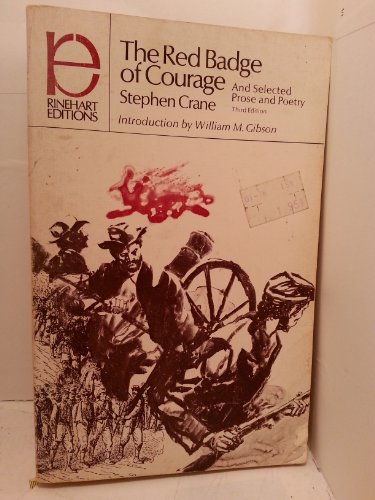 RINEHART
EDITIONS
The Red Badge
of Courage
Stephen Crane
And Selected
Prose and Poetry
Third Edition
Introduction by William M. Gibson